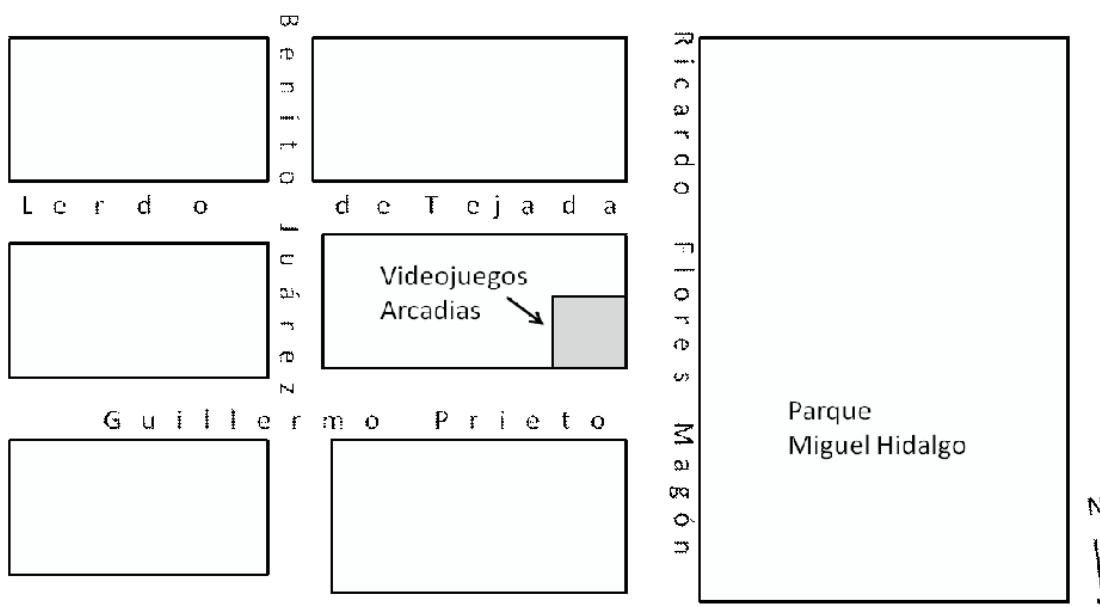 Benito Juárez
Ricardo Flores Magón
Lerdo de Tejada
Videojuegos
Arcadias
Guillermo Prieto
Parque
Miguel Hidalgo
N